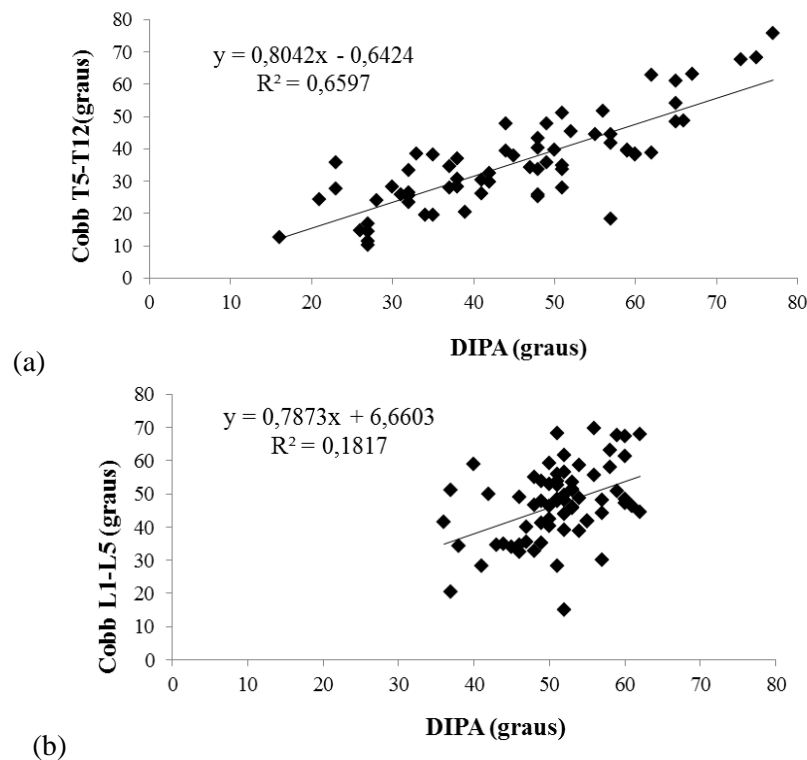 y = 0,8042x - 0,6424
R² = 0,6597
80
70
60
50
40
30
20
10
0
Cobb T5-T12(graus)
0 10 20 30 40 50 60 70 80
DIPA (graus)
(a)
y = 0,7873x + 6,6603
R² = 0,1817
80
70
60
50
40
30
20
10
0
Cobb L1-L5 (graus)
0 10 20 30 40 50 60 70 80
DIPA (graus)
(b)